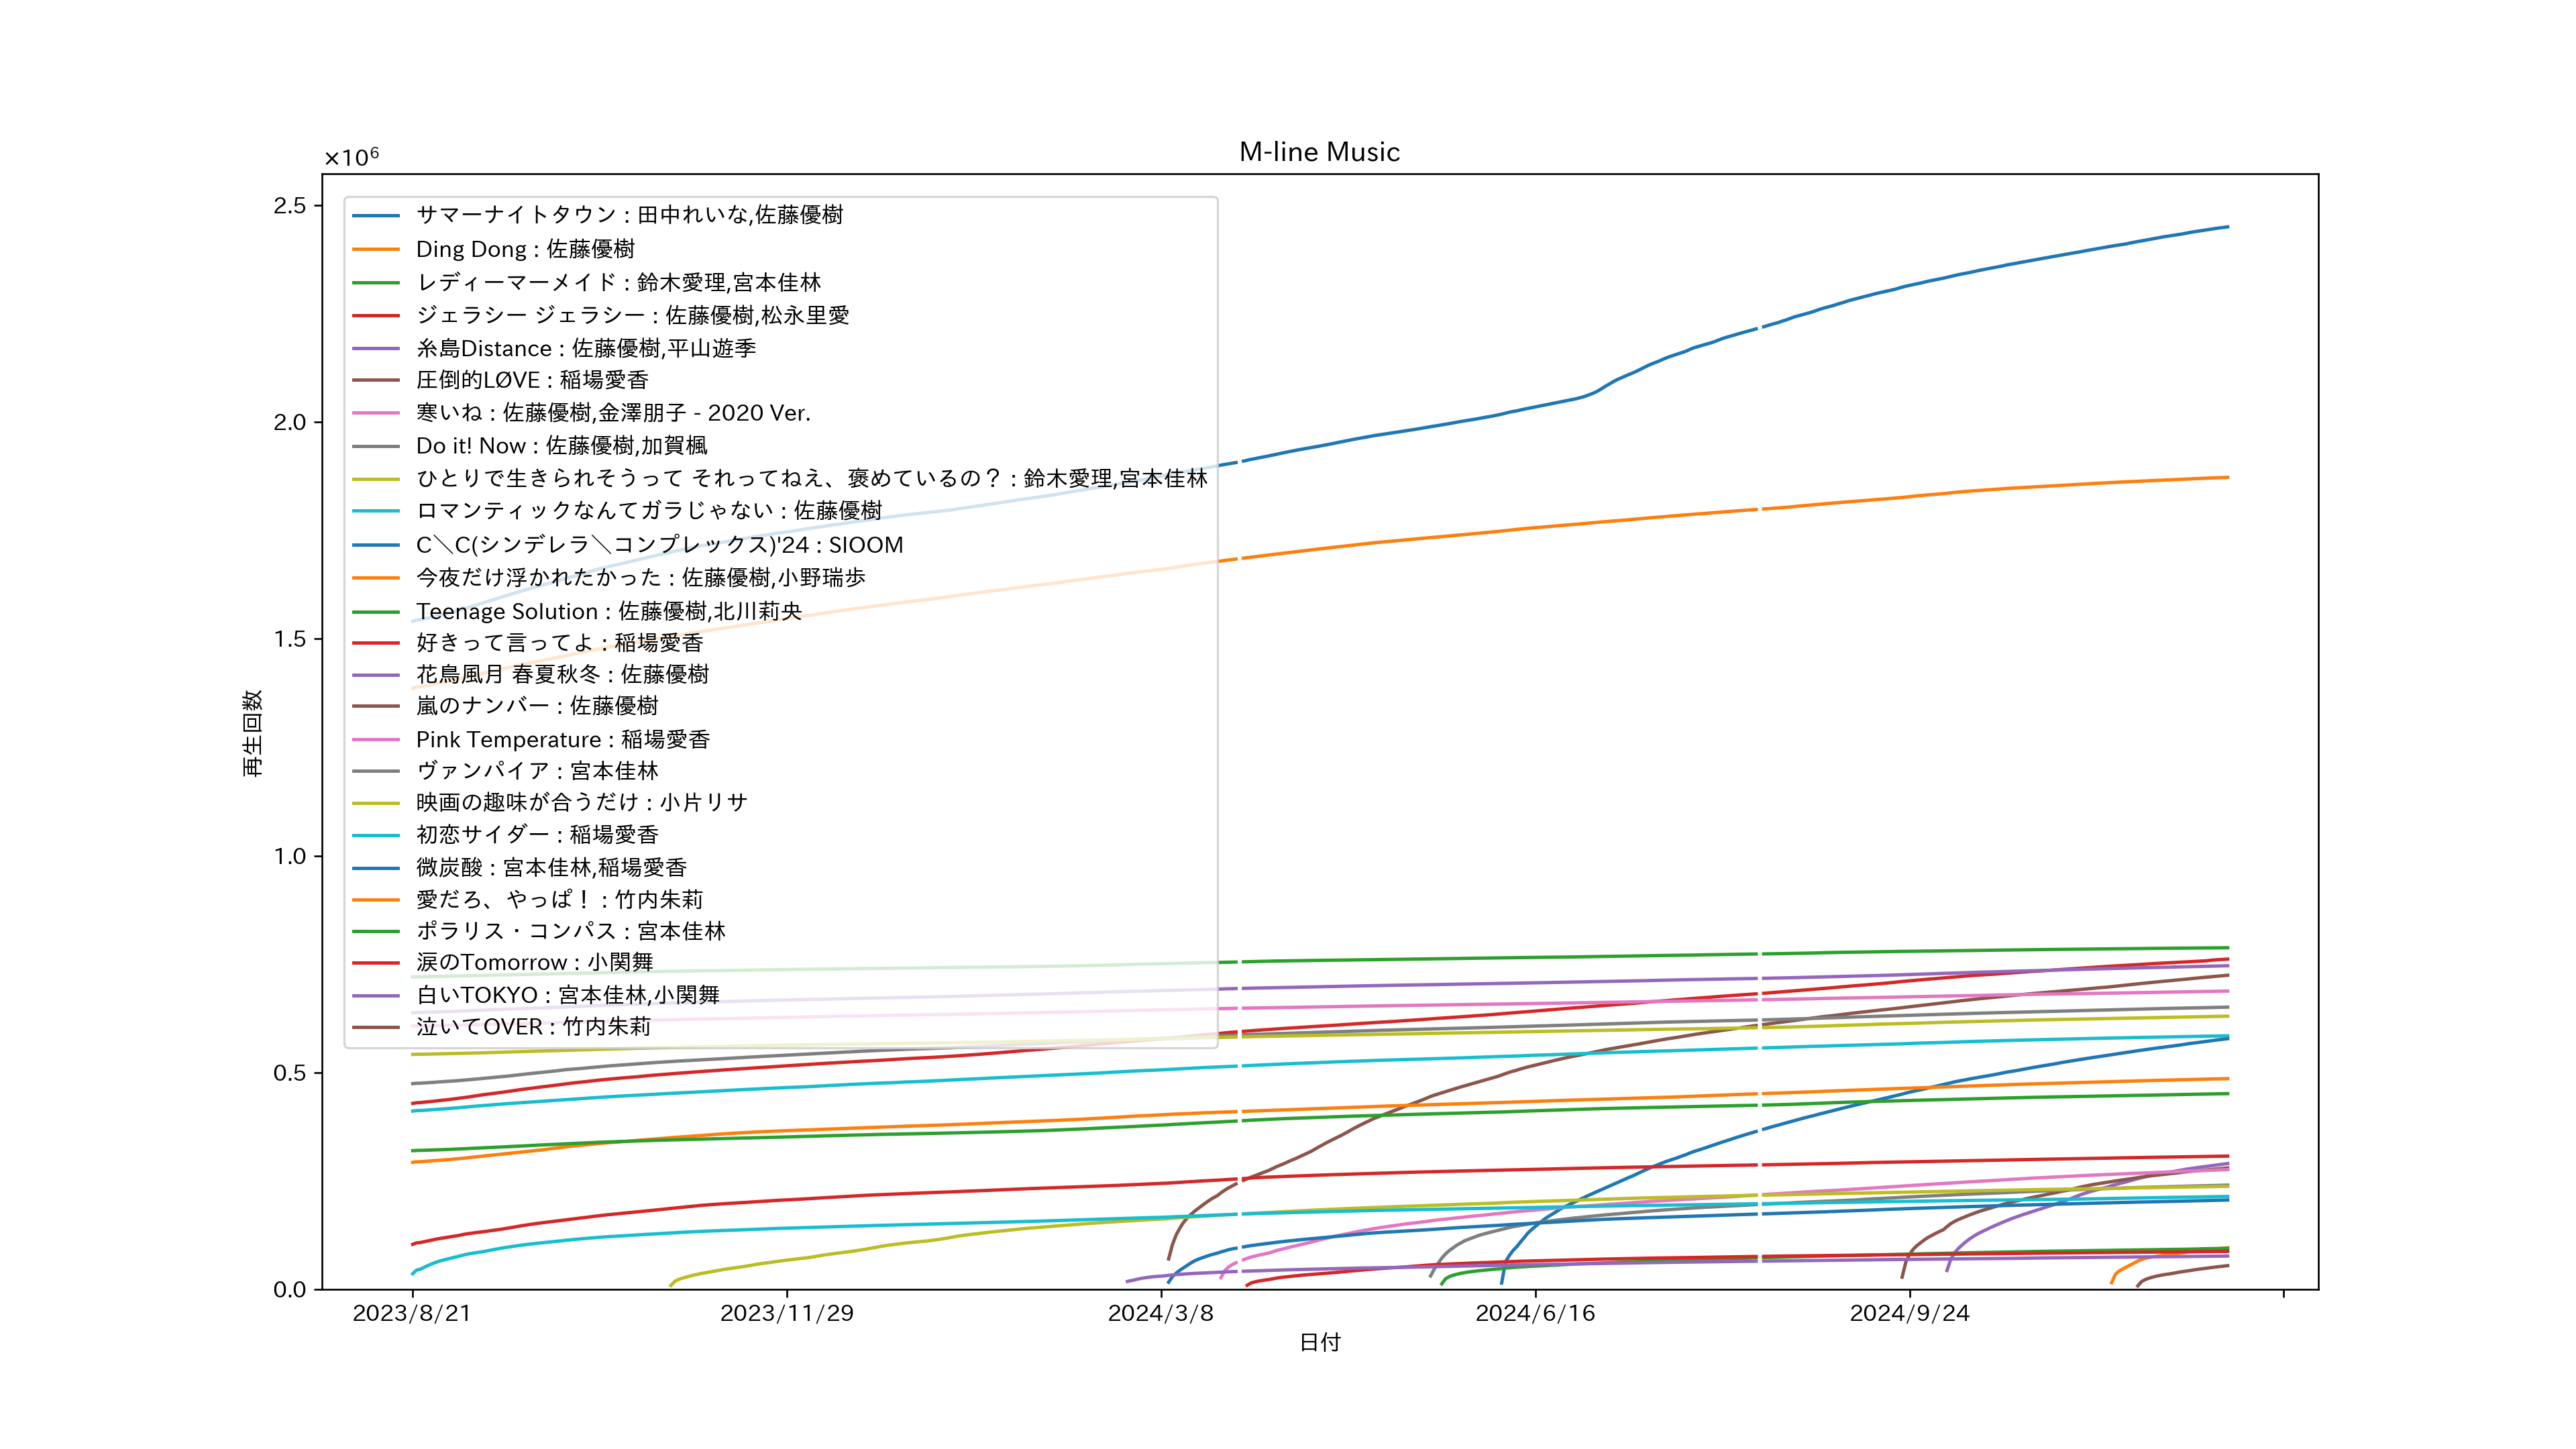 M-line Music
×10⁶
2.5
2.0
1.5
1.0
0.5
0.0
再生回数
サマーナイトタウン : 田中れいな,佐藤優樹
Ding Dong : 佐藤優樹
レディーマーメイド : 鈴木愛理,宮本佳林
ジェラシー ジェラシー : 佐藤優樹,松永里愛
糸島Distance : 佐藤優樹,平山遊季
圧倒的LØVE : 稲場愛香
寒いね : 佐藤優樹,金澤朋子 - 2020 Ver.
Do it! Now : 佐藤優樹,加賀楓
ひとりで生きられそうって それってねえ、褒めているの？ : 鈴木愛理,宮本佳林
ロマンティックなんてガラじゃない : 佐藤優樹
C＼C(シンデレラ＼コンプレックス)'24 : SIOOM
今夜だけ浮かれたかった : 佐藤優樹,小野瑞歩
Teenage Solution : 佐藤優樹,北川莉央
好きって言ってよ : 稲場愛香
花鳥風月 春夏秋冬 : 佐藤優樹
嵐のナンバー : 佐藤優樹
Pink Temperature : 稲場愛香
ヴァンパイア : 宮本佳林
映画の趣味が合うだけ : 小片リサ
初恋サイダー : 稲場愛香
微炭酸 : 宮本佳林,稲場愛香
愛だろ、やっぱ！ : 竹内朱莉
ポラリス・コンパス : 宮本佳林
涙のTomorrow : 小関舞
白いTOKYO : 宮本佳林,小関舞
泣いてOVER : 竹内朱莉
2023/8/21
2023/11/29
2024/3/8
2024/6/16
2024/9/24
日付